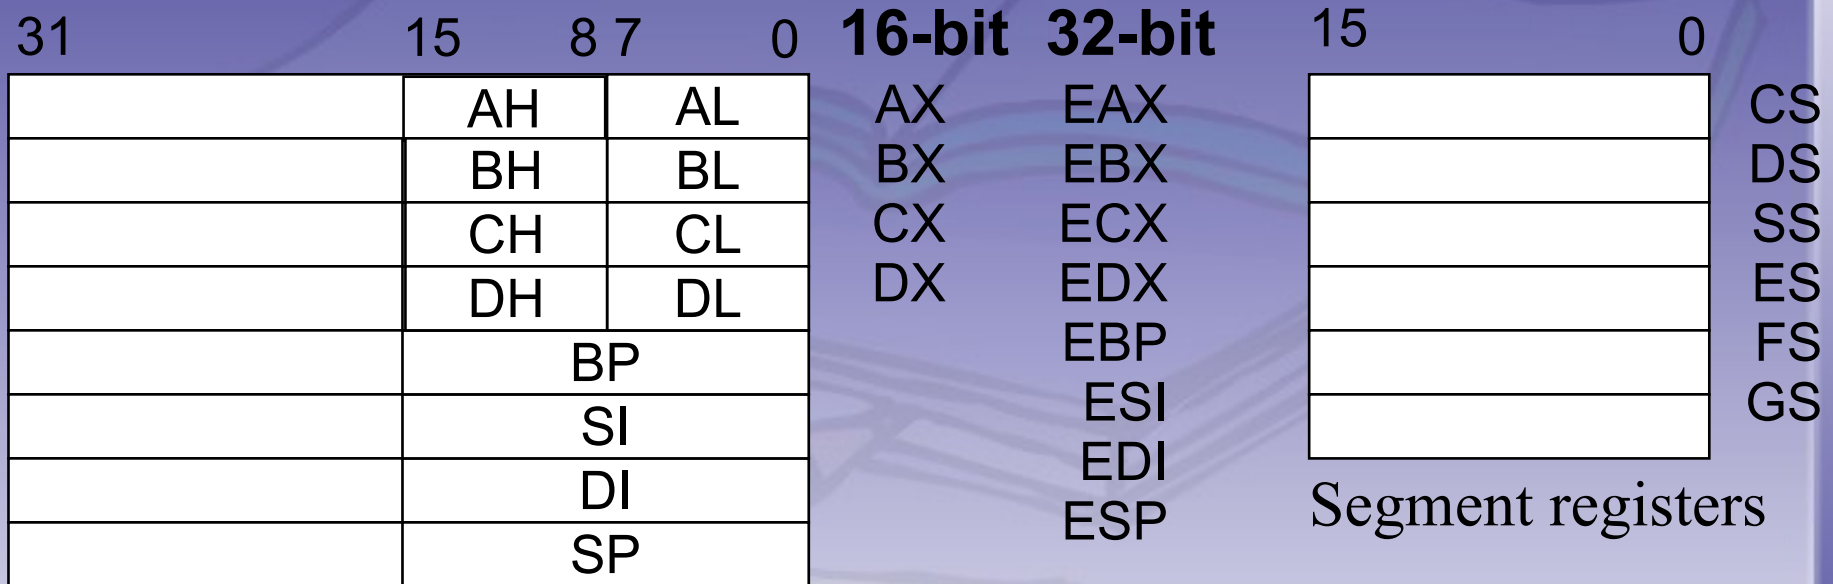 31 15 8 7 0 16-bit 32-bit 15 0
AH AL AX EAX CS
BH BL BX EBX DS
CH CL CX ECX SS
DH DL DX EDX ES
BP EBP FS
SI ESI GS
DI EDI
SP ESP
Segment registers